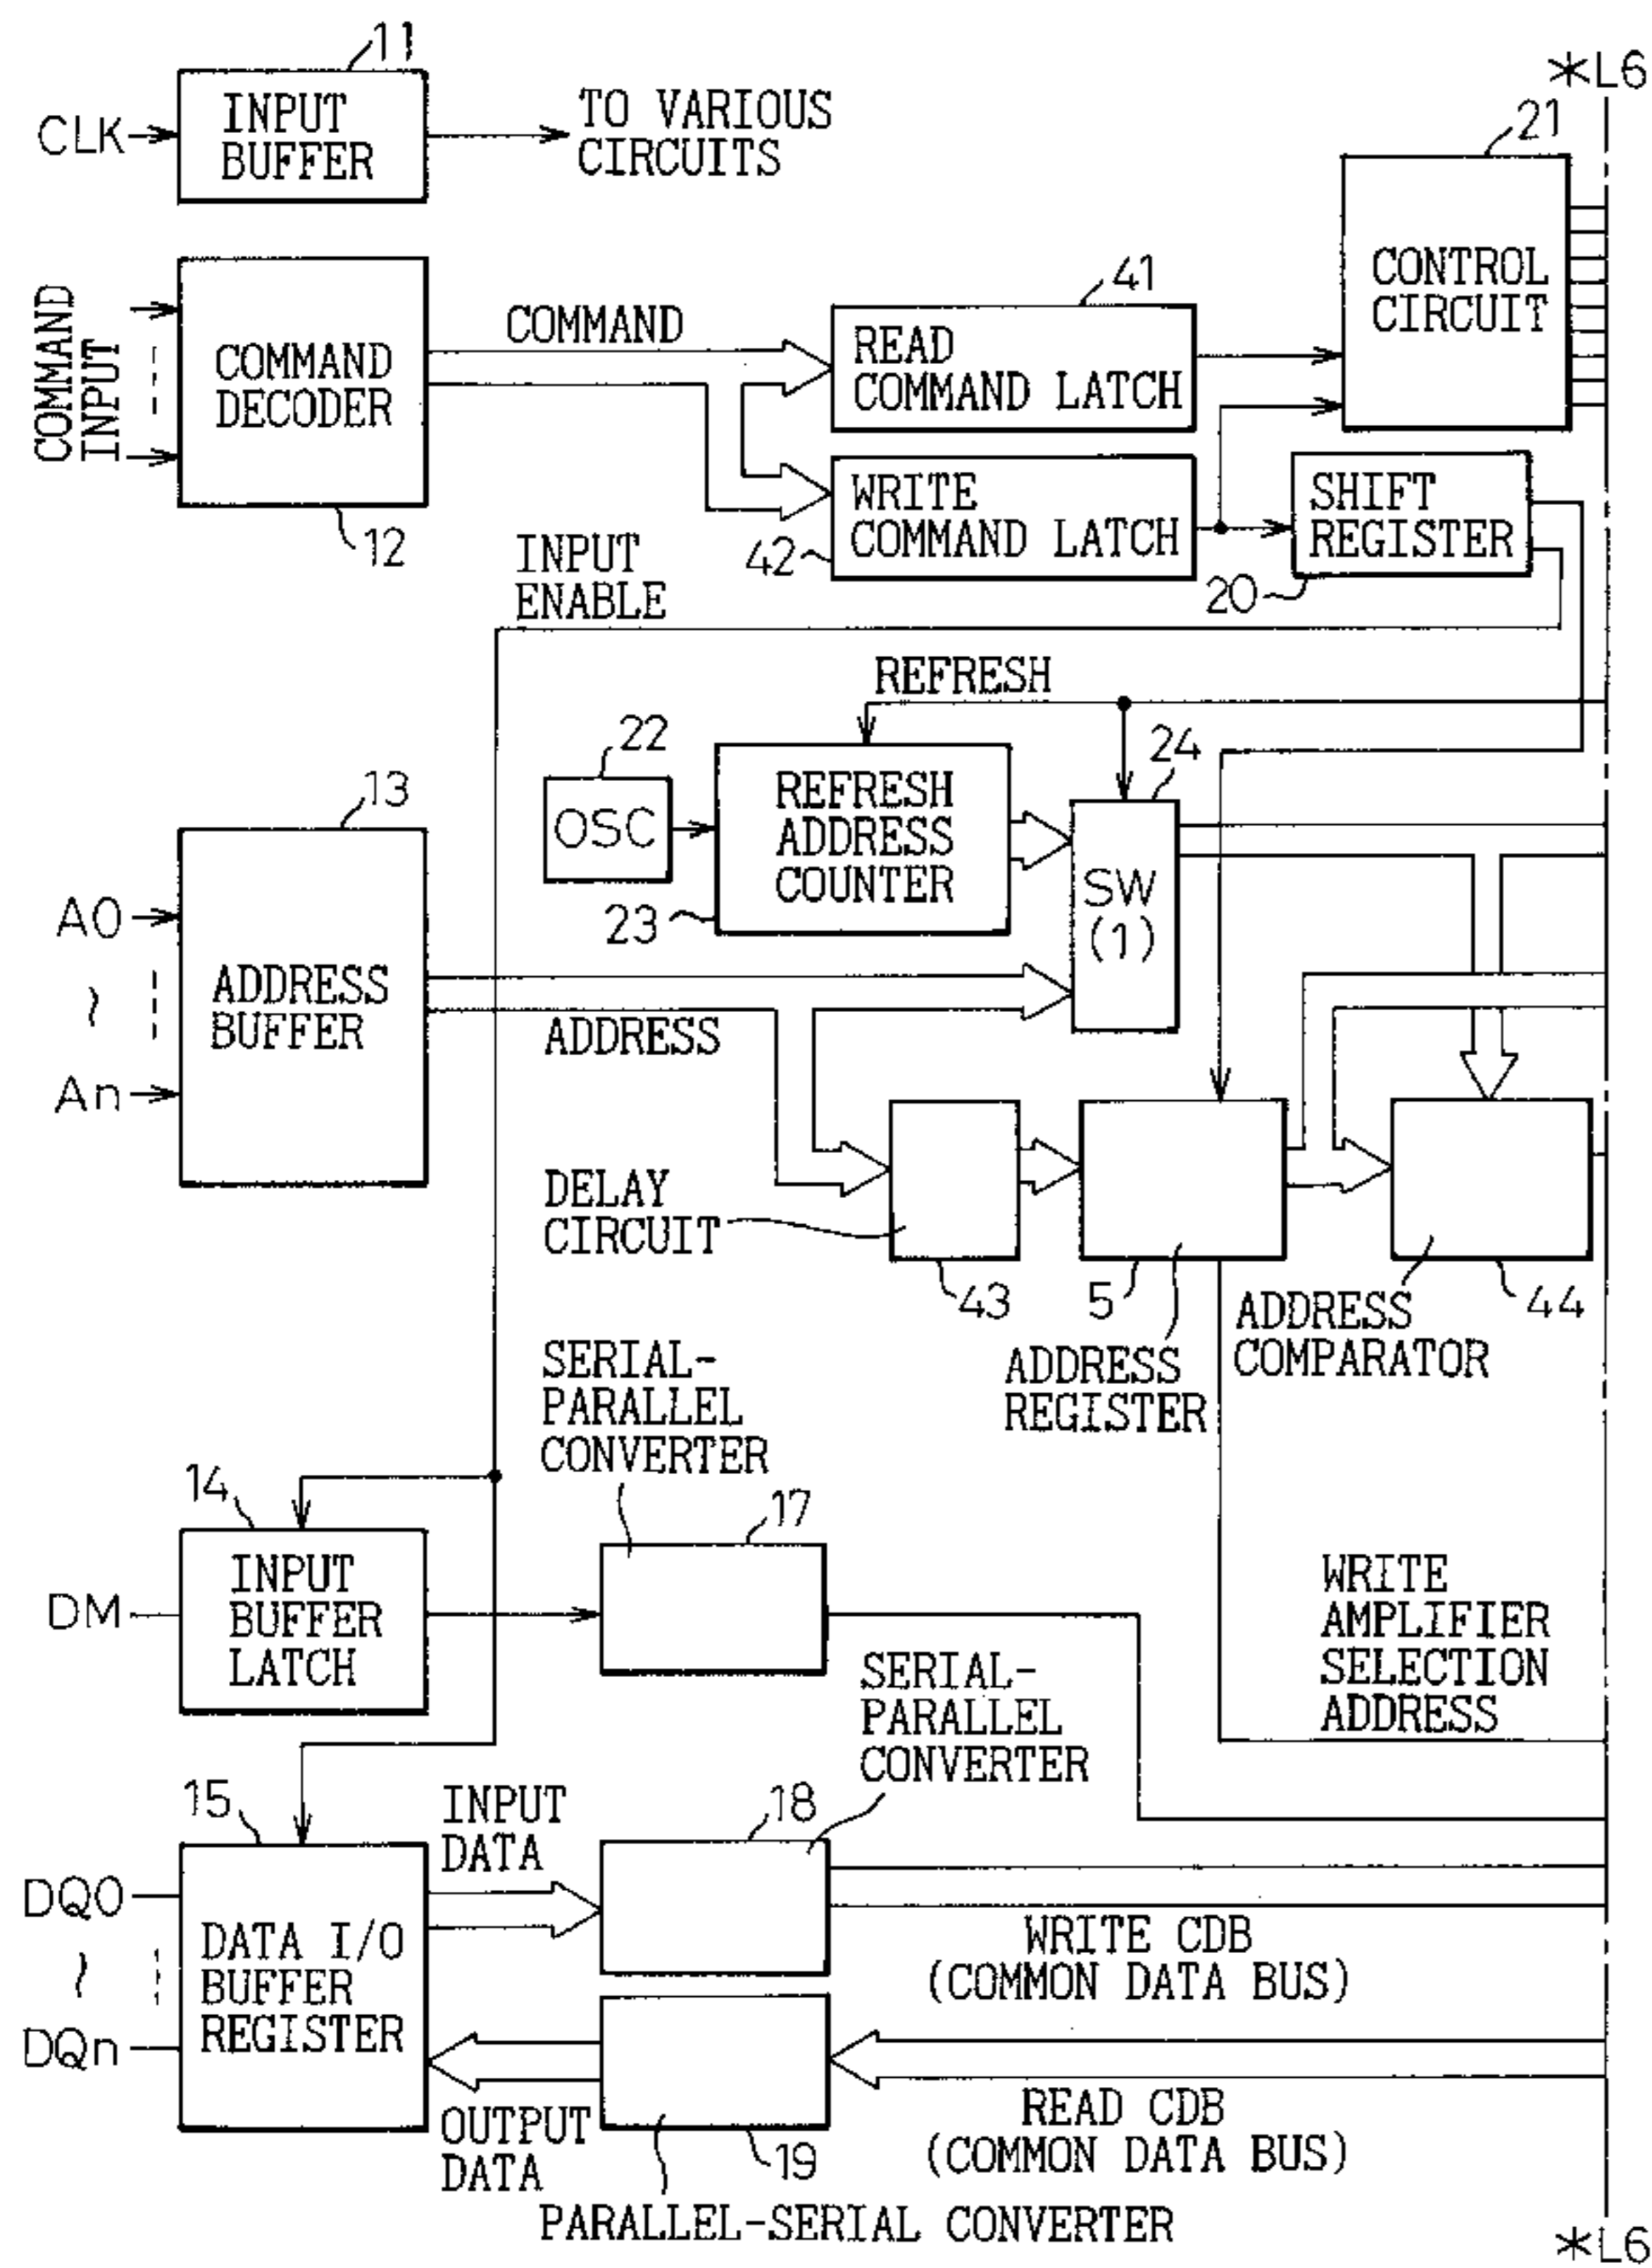 11
*L6
CLK
INPUT
BUFFER
TO VARIOUS
CIRCUITS
21
CONTROL
CIRCUIT
COMMAND
INPUT
COMMAND
DECODER
12
COMMAND
41
READ
COMMAND LATCH
WRITE
COMMAND LATCH
42
SHIFT
REGISTER
20
INPUT
ENABLE
REFRESH
22
OSC
REFRESH
ADDRESS
COUNTER
23
24
SW
(1)
13
A0
~
An
ADDRESS
BUFFER
ADDRESS
DELAY
CIRCUIT
43
5
ADDRESS
REGISTER
44
ADDRESS
COMPARATOR
SERIAL-
PARALLEL
CONVERTER
14
DM
INPUT
BUFFER
LATCH
17
WRITE
AMPLIFIER
SELECTION
ADDRESS
SERIAL-
PARALLEL
CONVERTER
15
DQ0
~
DQn
DATA I/O
BUFFER
REGISTER
INPUT
DATA
18
WRITE CDB
(COMMON DATA BUS)
OUTPUT
DATA
19
READ CDB
(COMMON DATA BUS)
PARALLEL-SERIAL CONVERTER
*L6